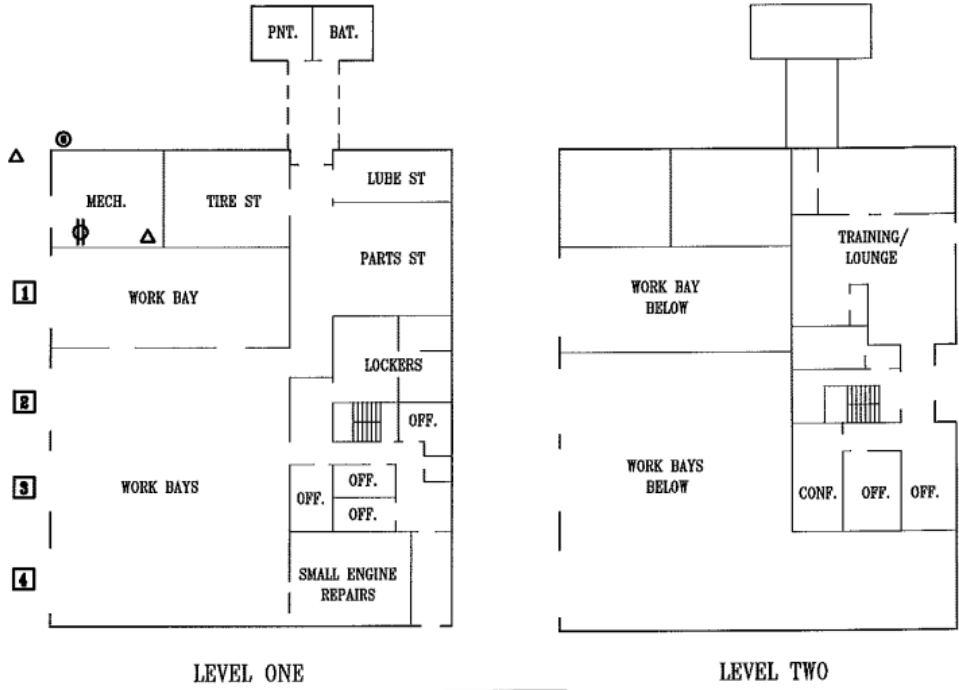 PNT. BAT.
MECH. TIRE ST LUBE ST
PARTS ST
1 WORK BAY
LOCKERS
2 OFF.
3 WORK BAYS OFF. OFF.
OFF.
4 SMALL ENGINE
REPAIRS
LEVEL ONE
TRAINING/
LOUNGE
WORK BAY
BELOW
WORK BAYS
BELOW
CONF. OFF. OFF.
LEVEL TWO